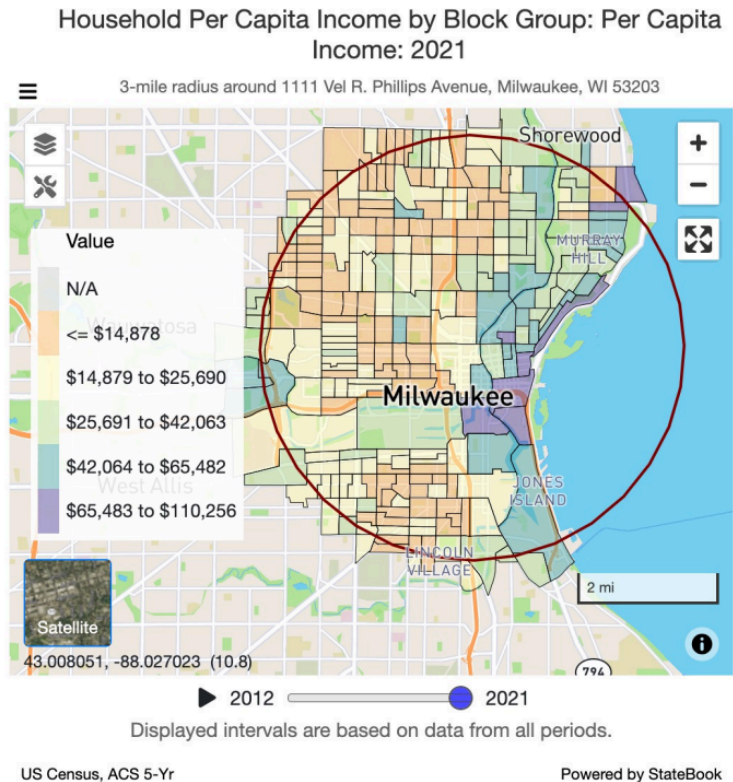 Household Per Capita Income by Block Group: Per Capita
Income: 2021
3-mile radius around 1111 Vel R. Phillips Avenue, Milwaukee, WI 53203
Shorewood
+
−
Value
MURRAY
HILL
N/A
<= $14,878
$14,879 to $25,690
Milwaukee
$25,691 to $42,063
$42,064 to $65,482
West Allis
JONES
ISLAND
$65,483 to $110,256
LINCOLN
VILLAGE
2 mi
Satellite
43.008051, -88.027023 (10.8)
794
2012
2021
Displayed intervals are based on data from all periods.
US Census, ACS 5-Yr
Powered by StateBook